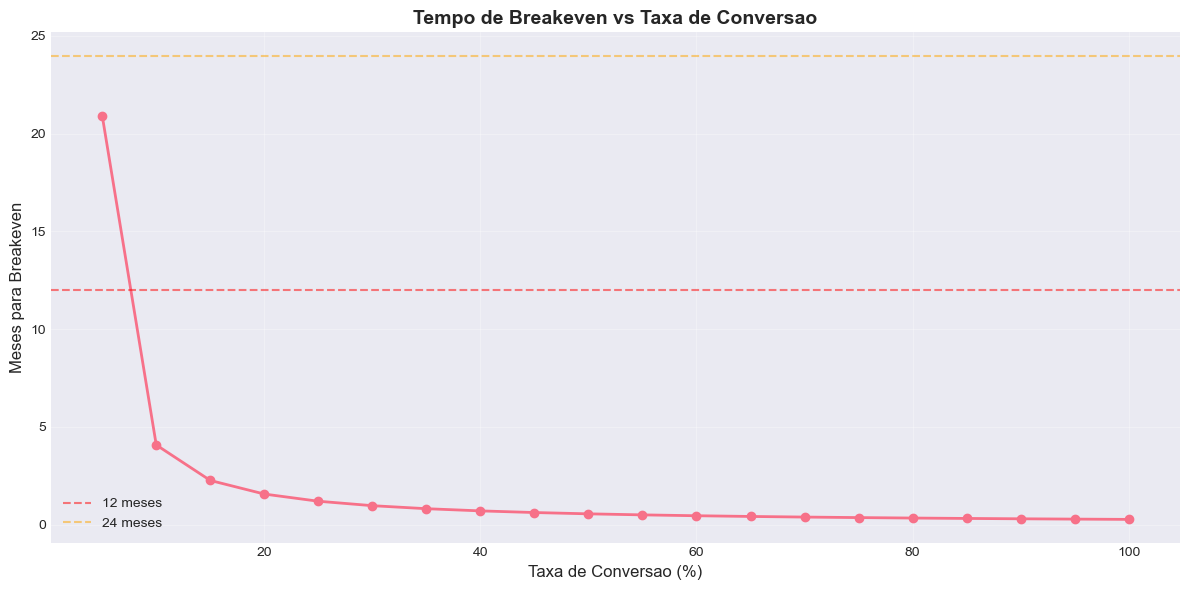 Tempo de Breakeven vs Taxa de Conversao
Meses para Breakeven
25
20
15
10
5
0
12 meses
24 meses
20
40
60
80
100
Taxa de Conversao (%)